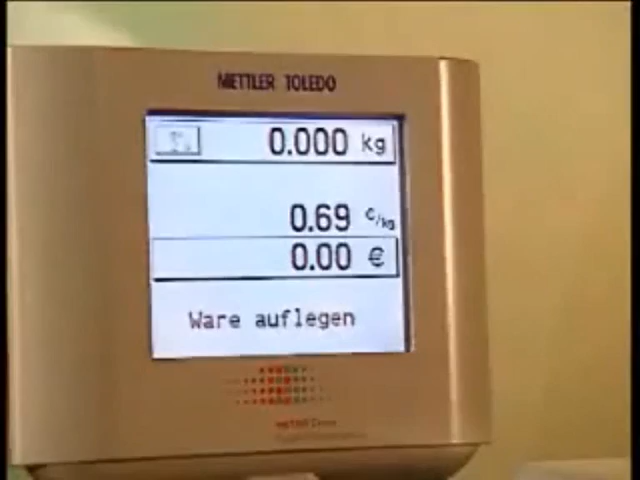 METTLER TOLEDO
0.000 kg
0.69 €/kg
0.00 €
Ware auflegen